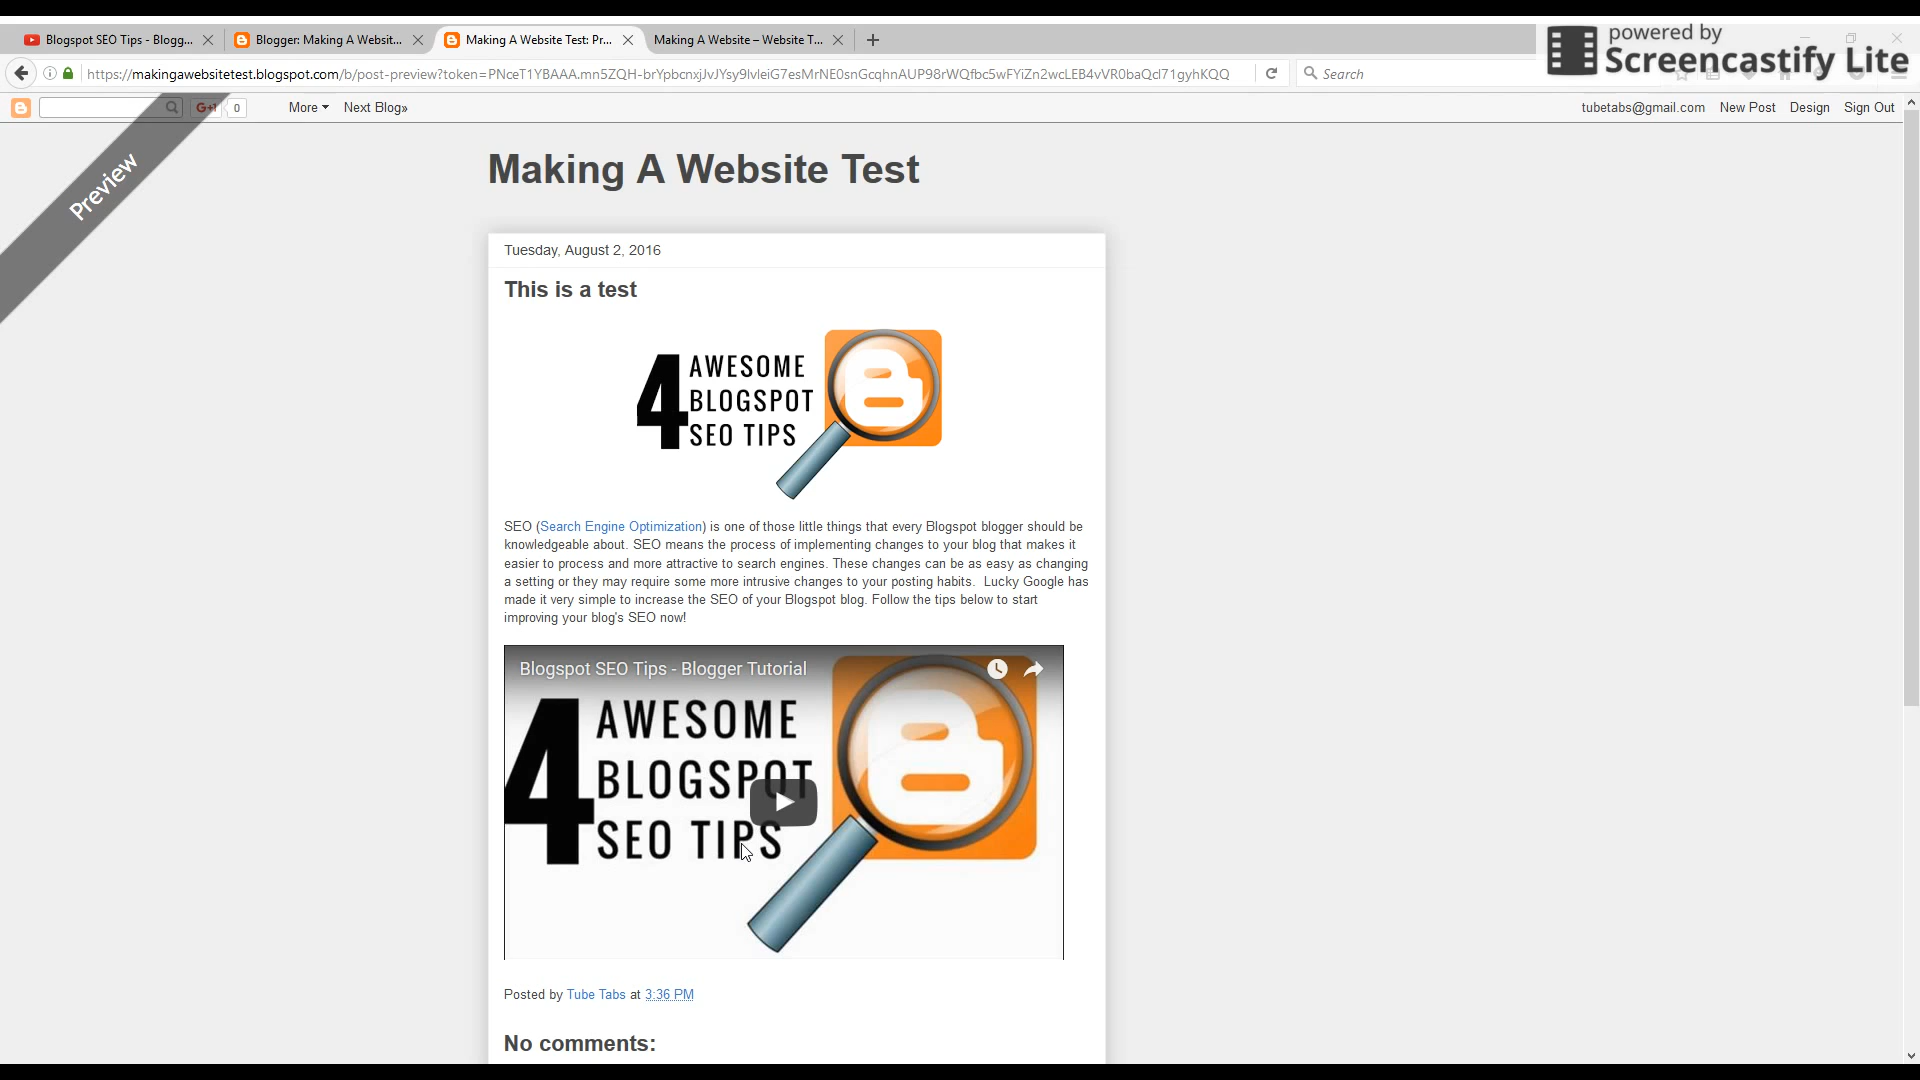 powered by
Screencastify Lite
Blogspot SEO Tips - Blogg...
Blogger: Making A Websit...
Making A Website Test: Pr...
Making A Website – Website T...
https://makingawebsitetest.blogspot.com/b/post-preview?token=PNceT1YBAAA.mn5ZQH-brYpbcnxjJvJYsy9lvleiG7esMrNE0snGcqhnAUP98rWQfbc5wFYiZn2wcLEB4vVR0baQcl71gyhKQQ
Search
G+1
0
More
Next Blog»
tubetabs@gmail.com
New Post
Design
Sign Out
Preview
Making A Website Test
Tuesday, August 2, 2016
This is a test
4 AWESOME
BLOGSPOT
SEO TIPS
SEO (Search Engine Optimization) is one of those little things that every Blogspot blogger should be
knowledgeable about. SEO means the process of implementing changes to your blog that makes it
easier to process and more attractive to search engines. These changes can be as easy as changing
a setting or they may require some more intrusive changes to your posting habits.  Lucky Google has
made it very simple to increase the SEO of your Blogspot blog. Follow the tips below to start
improving your blog's SEO now!
Blogspot SEO Tips - Blogger Tutorial
4 AWESOME
BLOGSPOT
SEO TIPS
Posted by Tube Tabs at 3:36 PM
No comments: